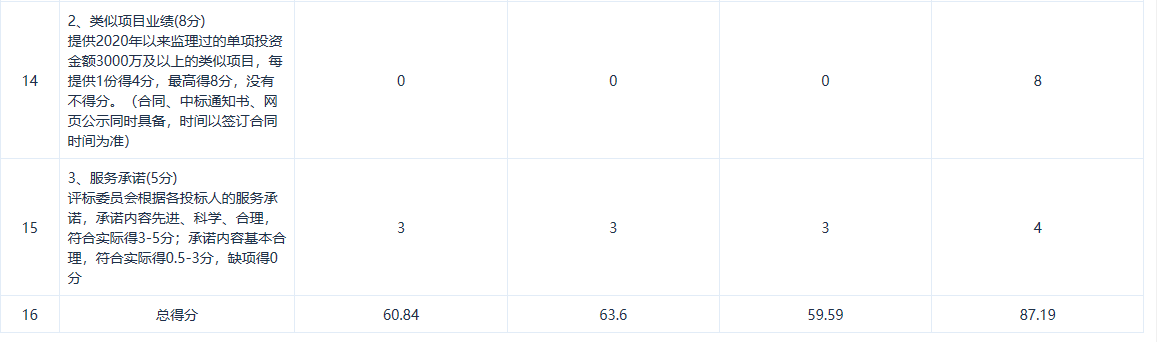 14
2、类似项目业绩(8分)
提供2020年以来监理过的单项投资
金额3000万及以上的类似项目，每
提供1份得4分，最高得8分，没有
不得分。（合同、中标通知书、网
页公示同时具备，时间以签订合同
时间为准）
0
0
0
8
15
3、服务承诺(5分)
评标委员会根据各投标人的服务承
诺，承诺内容先进、科学、合理，
符合实际得3-5分；承诺内容基本合
理，符合实际得0.5-3分，缺项得0
分
3
3
3
4
16
总得分
60.84
63.6
59.59
87.19